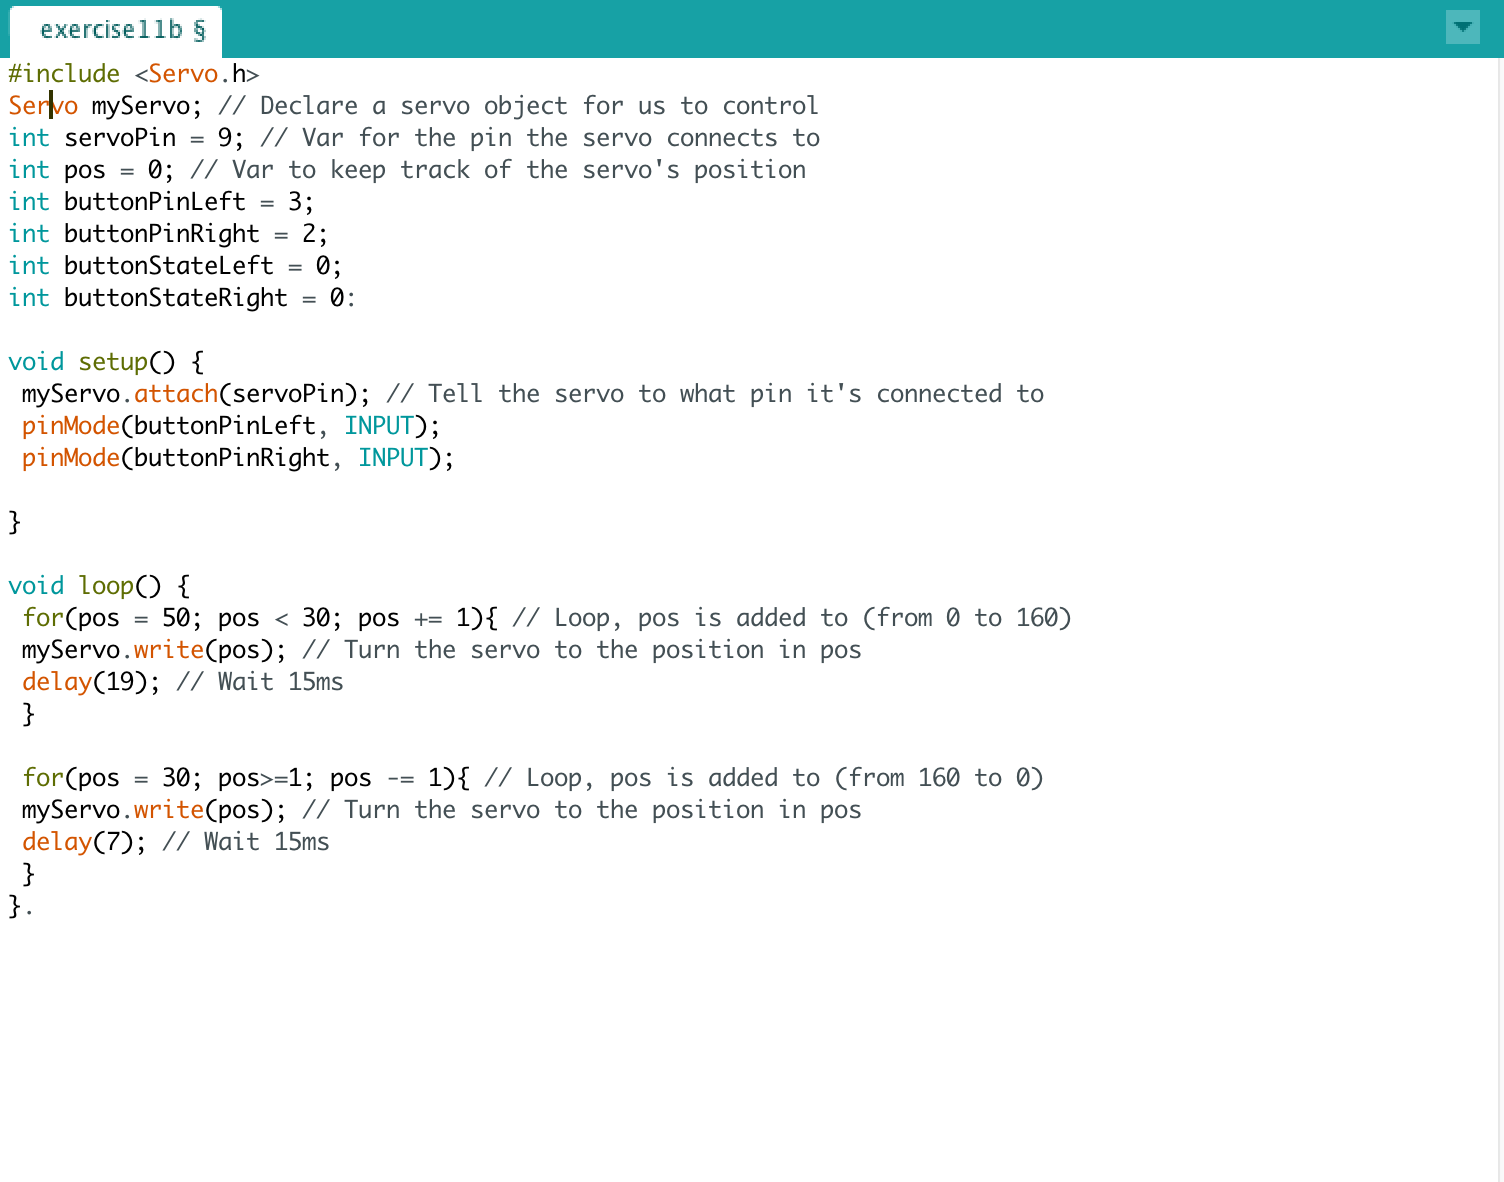 exercise11b §
#include <Servo.h>
Servo myServo; // Declare a servo object for us to control
int servoPin = 9; // Var for the pin the servo connects to
int pos = 0; // Var to keep track of the servo's position
int buttonPinLeft = 3;
int buttonPinRight = 2;
int buttonStateLeft = 0;
int buttonStateRight = 0:
void setup() {
myServo.attach(servoPin); // Tell the servo to what pin it's connected to
pinMode(buttonPinLeft, INPUT);
pinMode(buttonPinRight, INPUT);
}
void loop() {
for(pos = 50; pos < 30; pos += 1){ // Loop, pos is added to (from 0 to 160)
myServo.write(pos); // Turn the servo to the position in pos
delay(19); // Wait 15ms
}
for(pos = 30; pos>=1; pos -= 1){ // Loop, pos is added to (from 160 to 0)
myServo.write(pos); // Turn the servo to the position in pos
delay(7); // Wait 15ms
}
}.